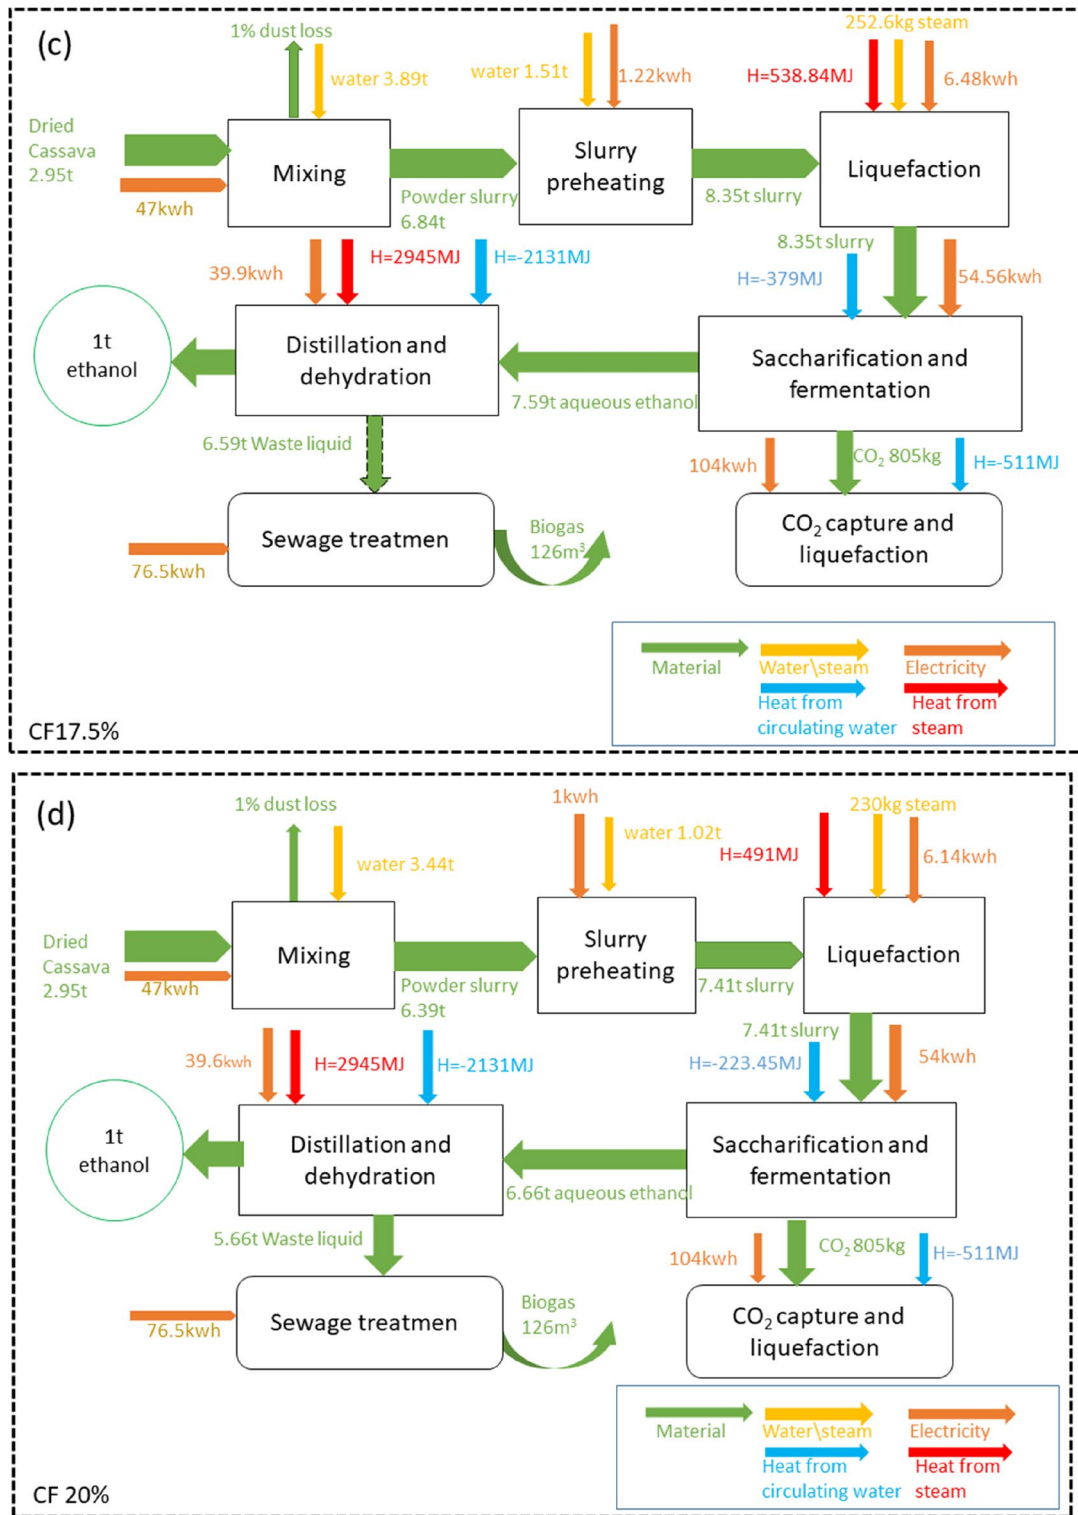 (c)
1% dust loss
water 3.89t
water 1.51t
1.22kwh
252.6kg steam
H=538.84MJ
6.48kwh
Dried
Cassava
2.95t
47kwh
Mixing
Powder slurry
6.84t
Slurry
preheating
8.35t slurry
Liquefaction
8.35t slurry
39.9kwh
H=2945MJ
H=-2131MJ
H=-379MJ
54.56kwh
1t
ethanol
Distillation and
dehydration
7.59t aqueous ethanol
Saccharification and
fermentation
6.59t Waste liquid
104kwh
CO₂ 805kg
H=-511MJ
76.5kwh
Sewage treatmen
Biogas
126m³
CO₂ capture and
liquefaction
Material
Water\steam
Electricity
Heat from
circulating water
Heat from
steam
CF17.5%
(d)
1% dust loss
water 3.44t
1kwh
water 1.02t
230kg steam
H=491MJ
6.14kwh
Dried
Cassava
2.95t
47kwh
Mixing
Powder slurry
6.39t
Slurry
preheating
7.41t slurry
Liquefaction
7.41t slurry
39.6kwh
H=2945MJ
H=-2131MJ
H=-223.45MJ
54kwh
1t
ethanol
Distillation and
dehydration
6.66t aqueous ethanol
Saccharification and
fermentation
5.66t Waste liquid
104kwh
CO₂ 805kg
H=-511MJ
76.5kwh
Sewage treatmen
Biogas
126m³
CO₂ capture and
liquefaction
Material
Water\steam
Electricity
Heat from
circulating water
Heat from
steam
CF 20%